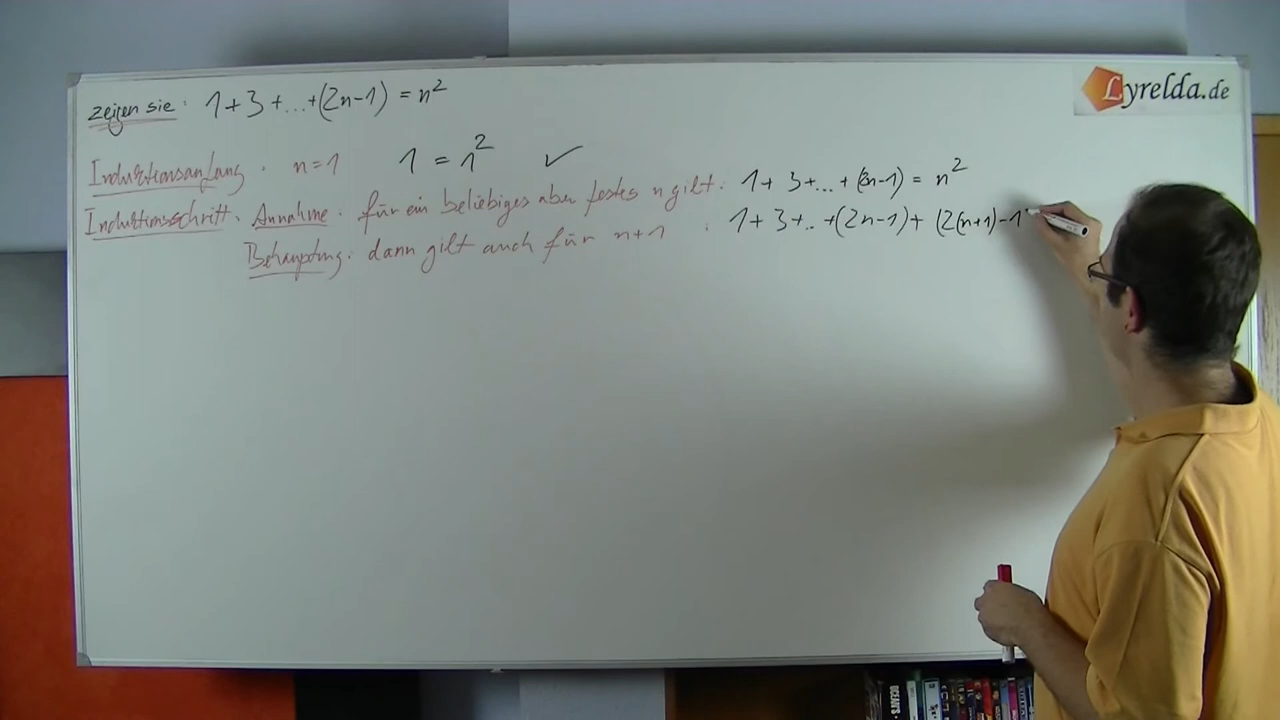 Lyrelda.de
zeigen sie: 1+3+...+(2n-1) = n²
Induktionsanfang. n=1 1 = 1² ✓
Induktionsschritt. Annahme. für ein beliebiges aber festes n gilt: 1+3+...+(2n-1) = n²
Behauptung. dann gilt auch für n+1 : 1+3+..+(2n-1)+(2(n+1)-1